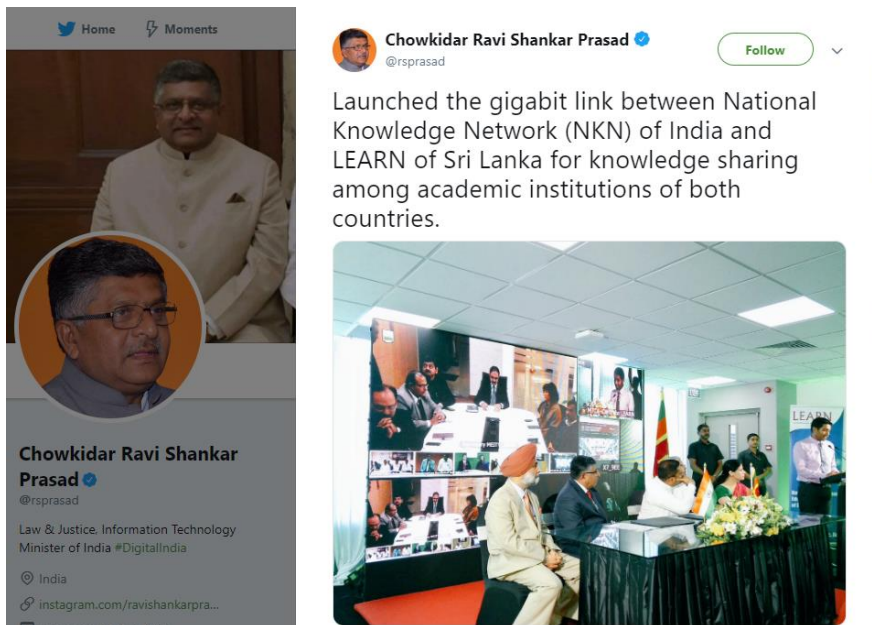 Home Moments
Chowkidar Ravi Shankar
Prasad
@rsprasad
Law & Justice, Information Technology
Minister of India #DigitalIndia
India
instagram.com/ravishankarpra...
Chowkidar Ravi Shankar Prasad
@rsprasad
Follow
Launched the gigabit link between National
Knowledge Network (NKN) of India and
LEARN of Sri Lanka for knowledge sharing
among academic institutions of both
countries.
LEARN